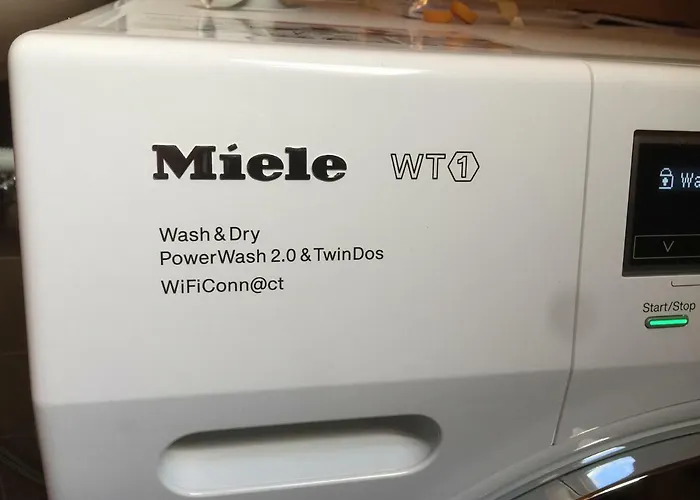 Miele WT1
Wash & Dry
PowerWash 2.0 & TwinDos
WiFiConn@ct
Start/Stop